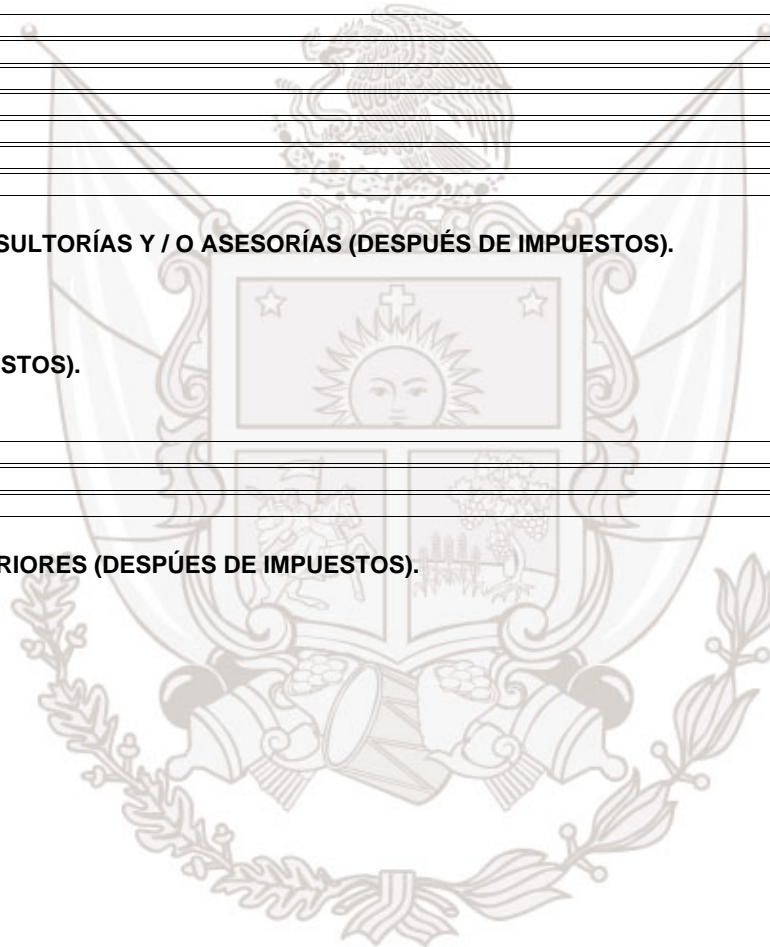 SULTORÍAS Y / O ASESORÍAS (DESPUÉS DE IMPUESTOS).
STOS).
RIORES (DESPÚES DE IMPUESTOS).